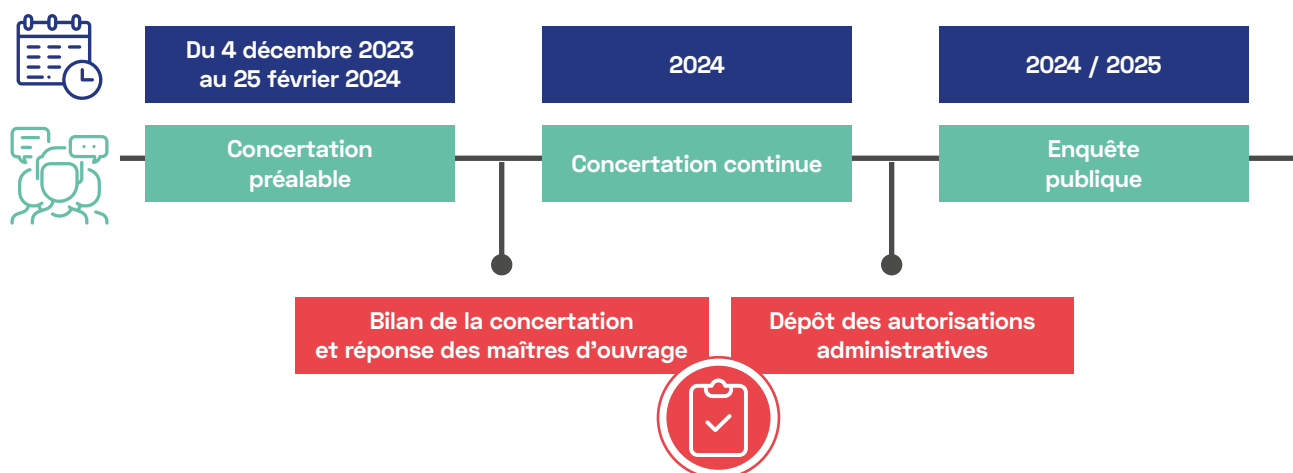 Du 4 décembre 2023
au 25 février 2024
2024
2024 / 2025
Concertation
préalable
Concertation continue
Enquête
publique
Bilan de la concertation
et réponse des maîtres d’ouvrage
Dépôt des autorisations
administratives